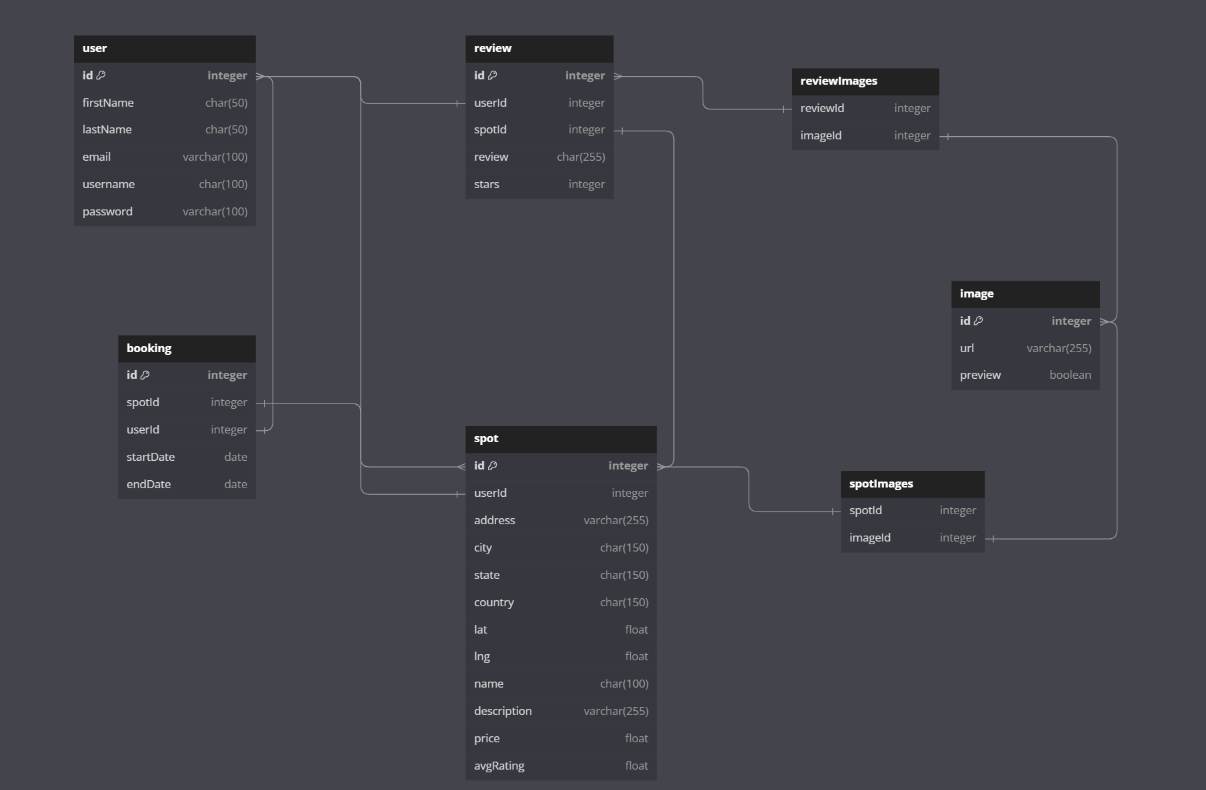 user
id integer
firstName char(50)
lastName char(50)
email varchar(100)
username char(100)
password varchar(100)
review
id integer
userId integer
spotId integer
review char(255)
stars integer
reviewImages
reviewId integer
imageId integer
image
id integer
url varchar(255)
preview boolean
booking
id integer
spotId integer
userId integer
startDate date
endDate date
spot
id integer
userId integer
address varchar(255)
city char(150)
state char(150)
country char(150)
lat float
lng float
name char(100)
description varchar(255)
price float
avgRating float
spotImages
spotId integer
imageId integer